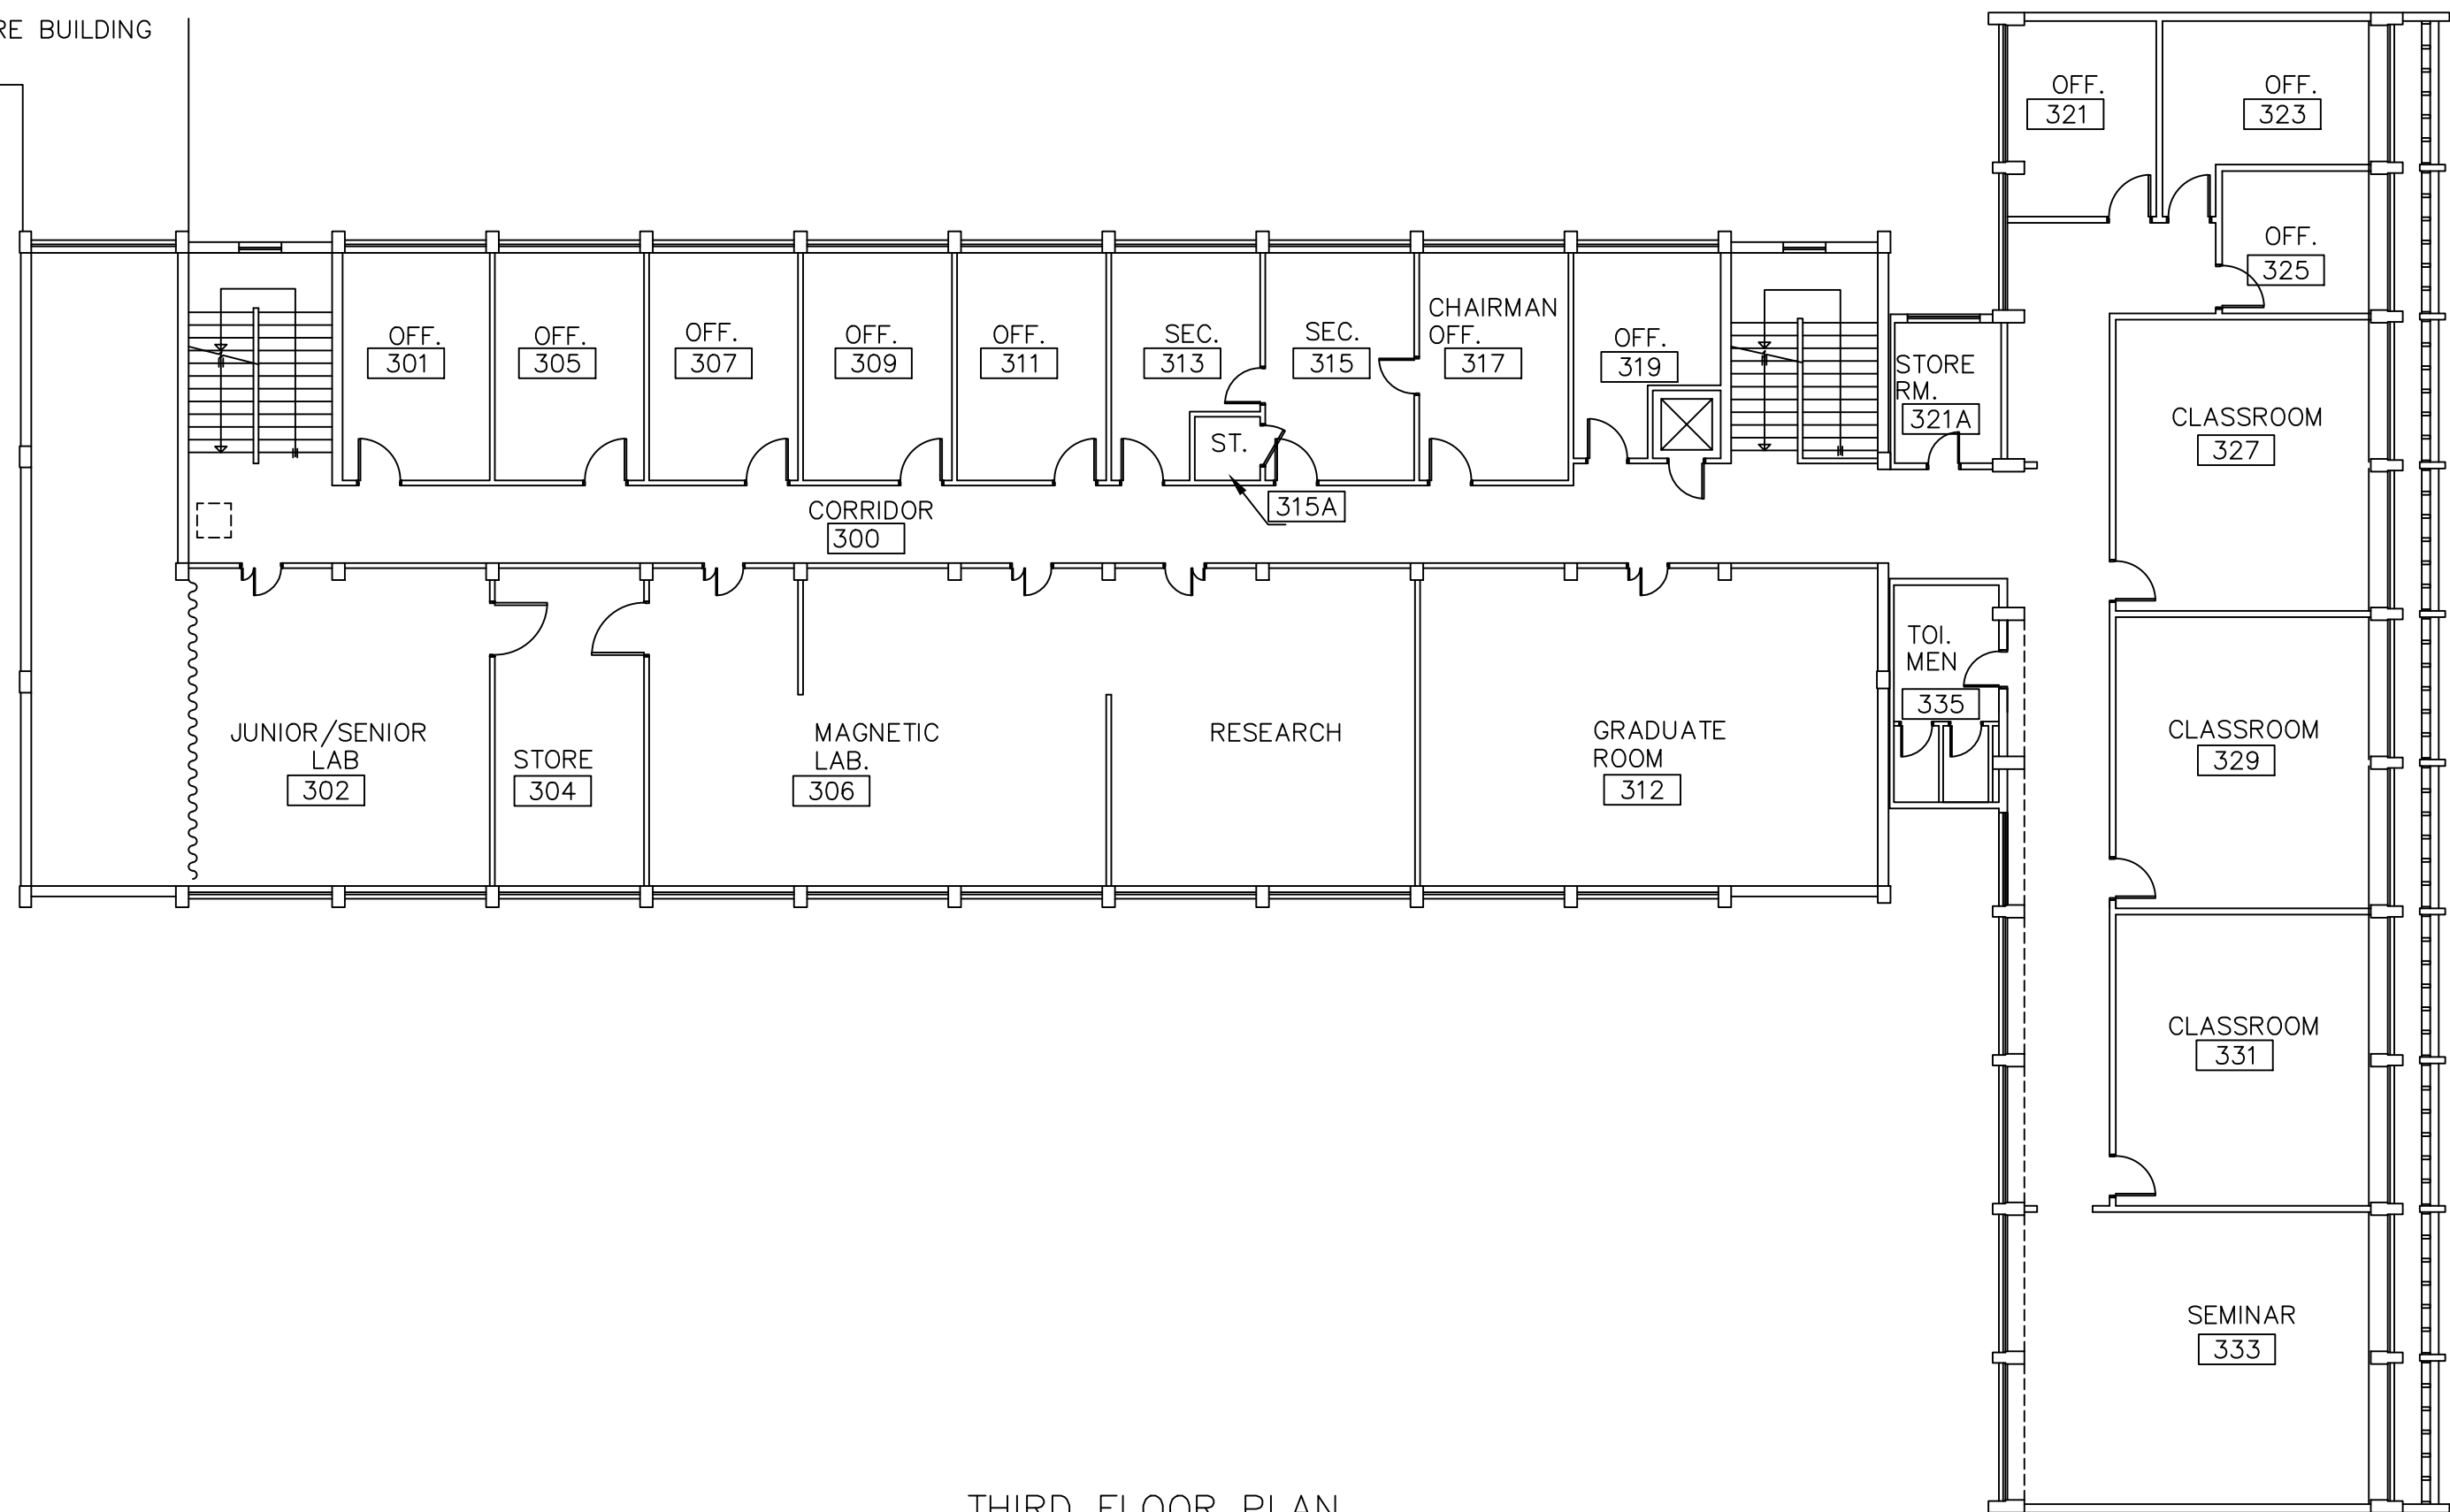 RE BUILDING
OFF.
321
OFF.
323
OFF.
325
OFF.
301
OFF.
305
OFF.
307
OFF.
309
OFF.
311
SEC.
313
SEC.
315
CHAIRMAN
OFF.
317
OFF.
319
STORE
RM.
321A
CLASSROOM
327
ST.
315A
CORRIDOR
300
TOI.
MEN
335
JUNIOR/SENIOR
LAB
302
STORE
304
MAGNETIC
LAB.
306
RESEARCH
GRADUATE
ROOM
312
CLASSROOM
329
CLASSROOM
331
SEMINAR
333
THIRD FLOOR PLAN